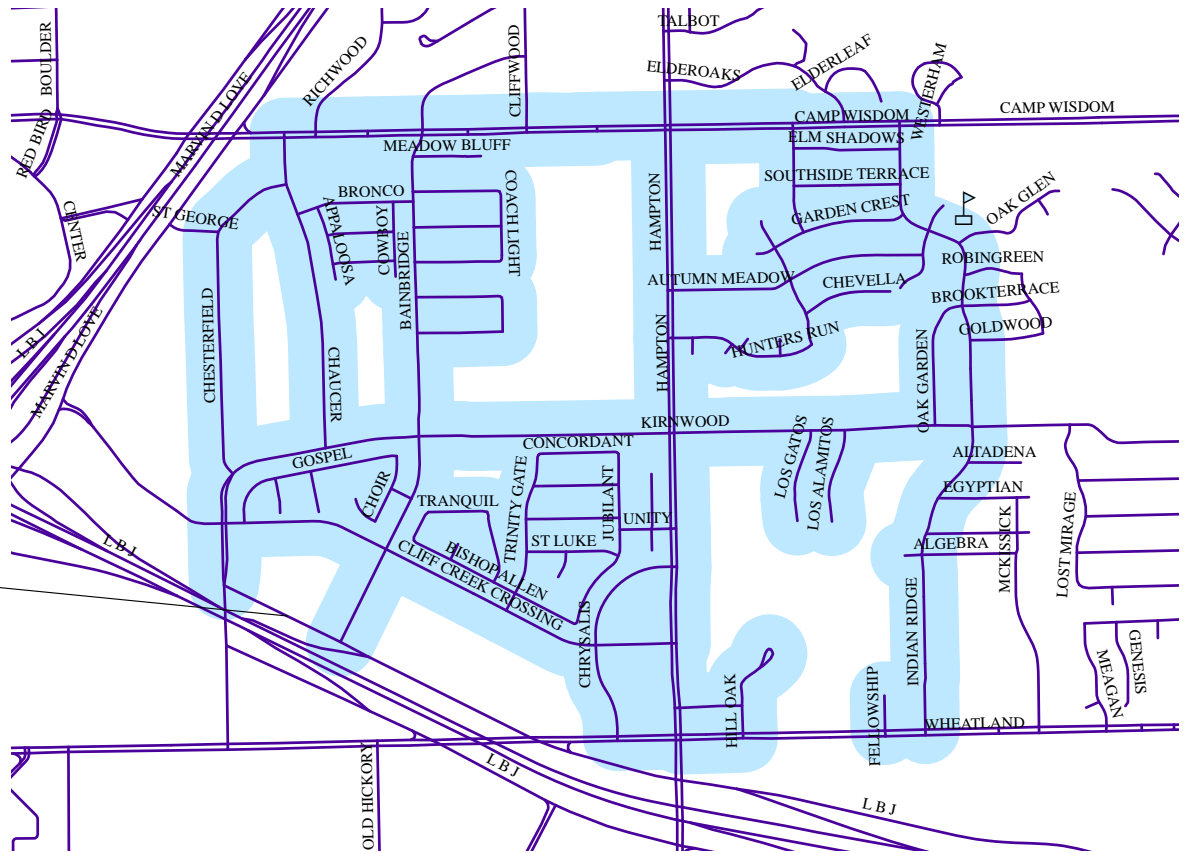 TALBOT
BOULDER
RICHWOOD
CLIFFWOOD
ELDEROAKS
ELDERLEAF
WESTERHAM
MARVIN D LOVE
RED BIRD
CAMP WISDOM
CAMP WISDOM
MEADOW BLUFF
ELM SHADOWS
SOUTHSIDE TERRACE
BRONCO
COACH LIGHT
HAMPTON
GARDEN CREST
OAK GLEN
CENTER
ST GEORGE
APPALOOSA
COWBOY
BAINBRIDGE
AUTUMN MEADOW
CHEVELLA
ROBINGREEN
BROOKTERRACE
GOLDWOOD
L B J
MARVIN D LOVE
CHESTERFIELD
CHAUCER
HAMPTON
HUNTERS RUN
OAK GARDEN
KIRNWOOD
CONCORDANT
GOSPEL
CHOIR
TRINITY GATE
JUBILANT
LOS GATOS
LOS ALAMITOS
ALTADENA
EGYPTIAN
TRANQUIL
UNITY
ST LUKE
ALGEBRA
MCKISSICK
LOST MIRAGE
L B J
BISHOP ALLEN
CLIFF CREEK CROSSING
CHRYSALIS
INDIAN RIDGE
GENESIS
MEAGAN
HILL OAK
FELLOWSHIP
WHEATLAND
OLD HICKORY
L B J
L B J